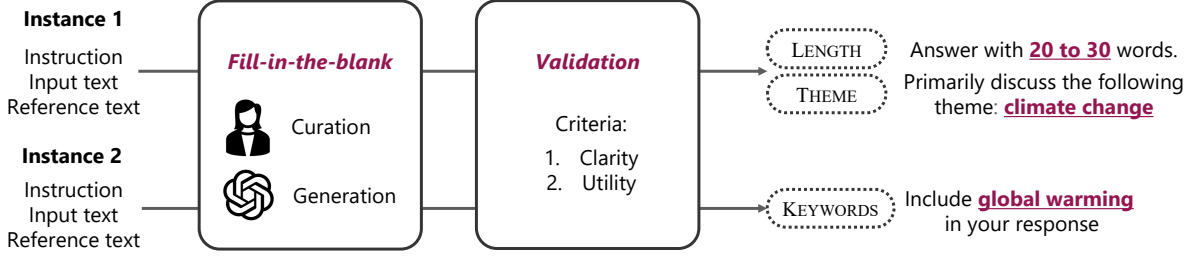 Instance 1
Instruction
Input text
Reference text
Instance 2
Instruction
Input text
Reference text
Fill-in-the-blank
Curation
Generation
Validation
Criteria:
1. Clarity
2. Utility
LENGTH
Answer with 20 to 30 words.
THEME
Primarily discuss the following
theme: climate change
KEYWORDS
Include global warming
in your response